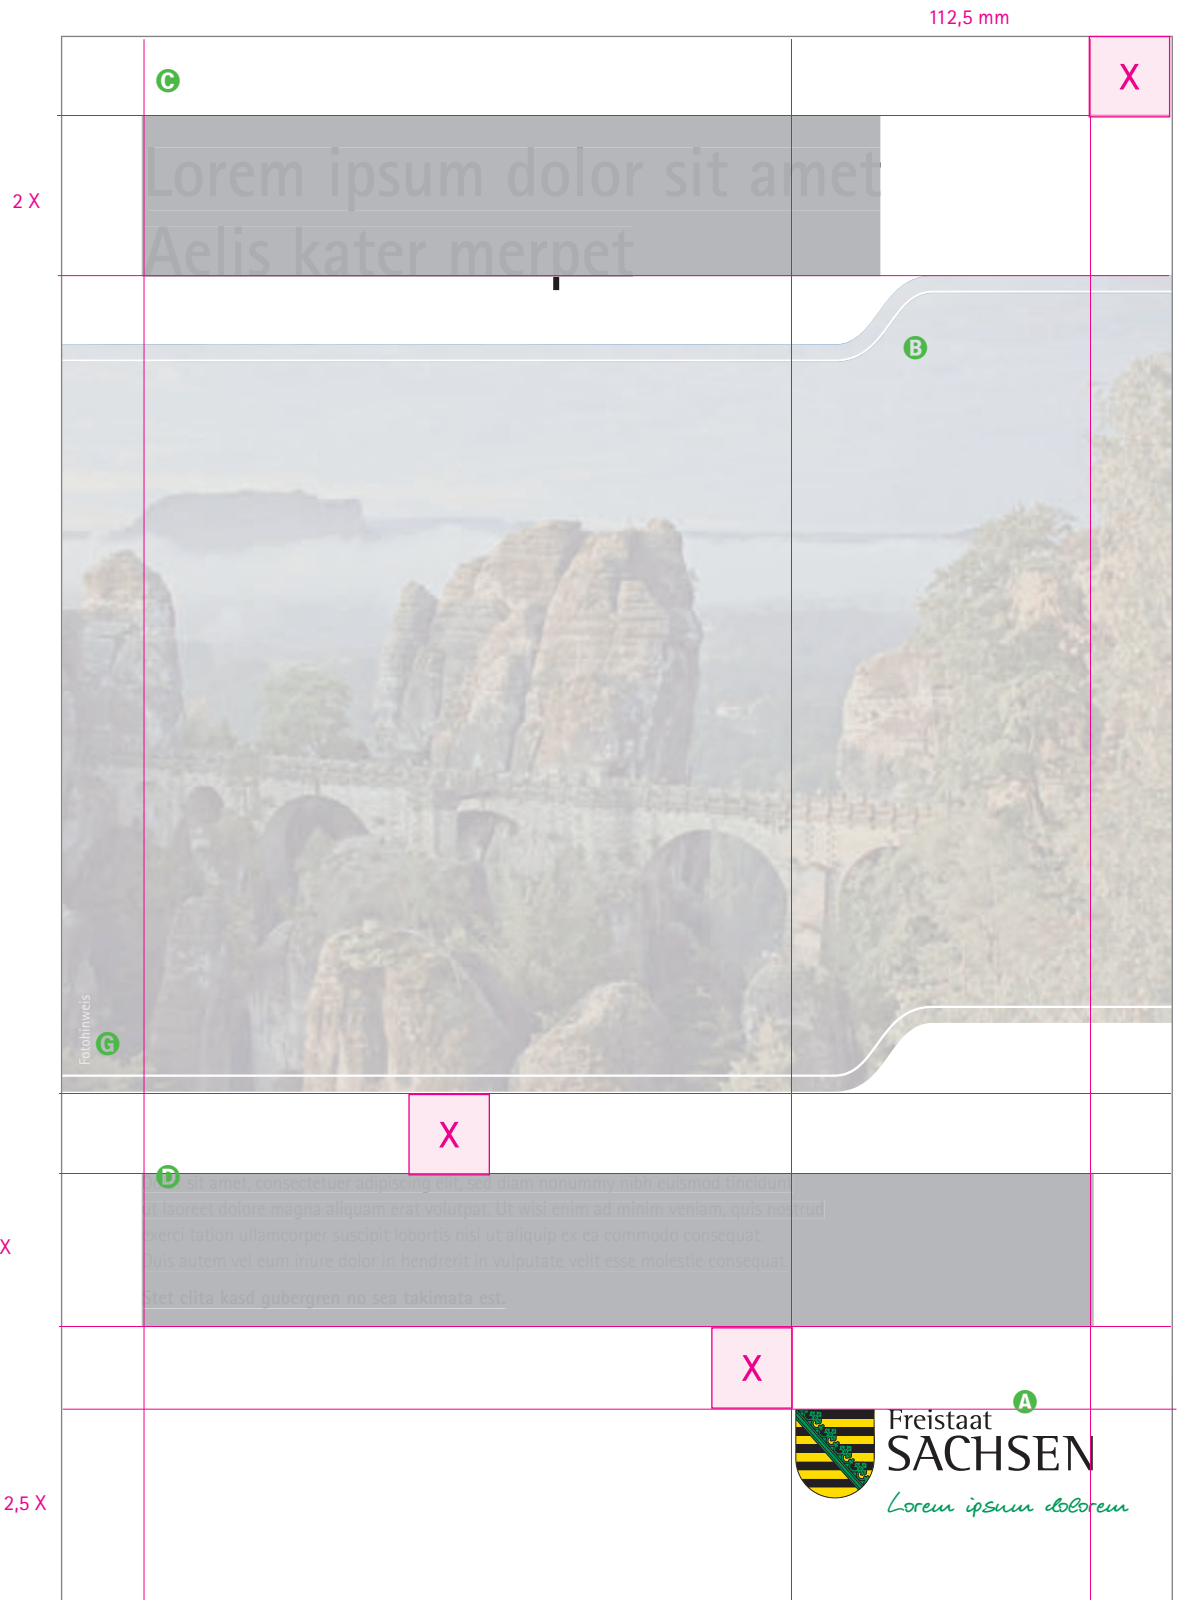 112,5 mm
X
C
2 X
Lorem ipsum dolor sit amet
Aelis kater merpet
B
Fotohinweis
G
X
D
sit amet, consectetuer adipiscing elit, sed diam nonummy nibh euismod tincidunt
ut laoreet dolore magna aliquam erat volutpat. Ut wisi enim ad minim veniam, quis nostrud
exerci tation ullamcorper suscipit lobortis nisl ut aliquip ex ea commodo consequat.
Duis autem vel eum iriure dolor in hendrerit in vulputate velit esse molestie consequat.
X
Stet clita kasd gubergren no sea takimata est.
X
A
Freistaat
SACHSEN
2,5 X
Lorem ipsum dolorem